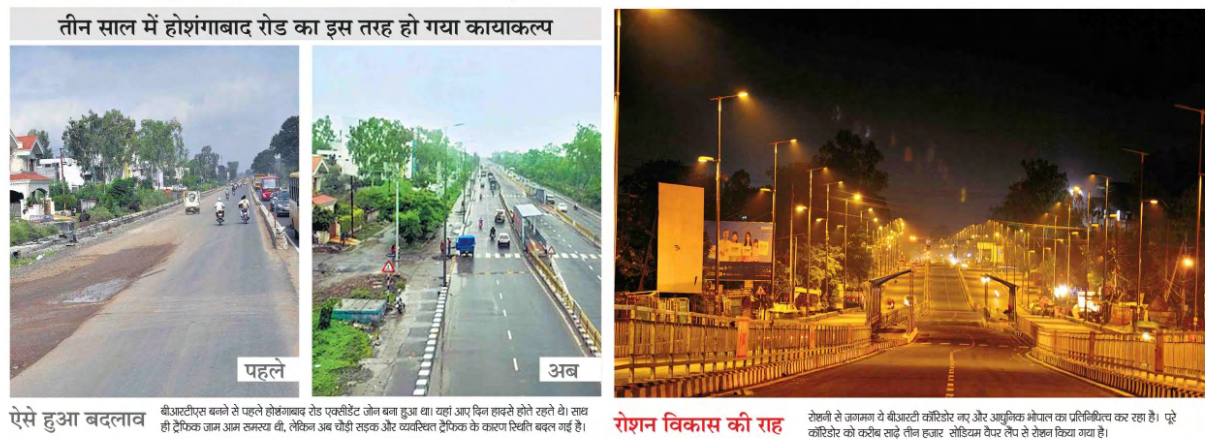 तीन साल में होशंगाबाद रोड का इस तरह हो गया कायाकल्प
पहले
अब
ऐसे हुआ बदलाव
बीआरटीएस बनने से पहले होशंगाबाद रोड एक्सीडेंट जोन बना हुआ था। यहां आए दिन हादसे होते रहते थे। साथ
ही ट्रैफिक जाम आम समस्या थी, लेकिन अब चौड़ी सड़क और व्यवस्थित ट्रैफिक के कारण स्थिति बदल गई है।
रोशन विकास की राह
रोशनी से जगमग ये बीआरटी कॉरिडोर नए और आधुनिक भोपाल का प्रतिनिधित्व कर रहा है। पूरे
कॉरिडोर को करीब साढ़े तीन हजार सोडियम वैपर लैंप से रोशन किया गया है।